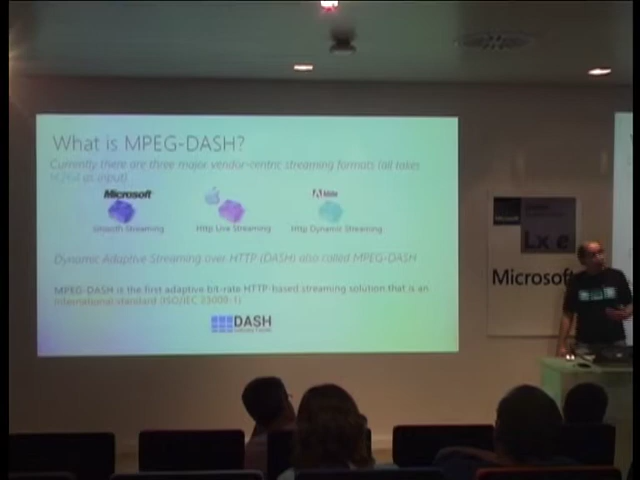 What is MPEG-DASH?
Currently there are three major vendor-centric streaming formats (all takes
H.264 as input)
Microsoft
Adobe
Smooth Streaming
Http Live Streaming
Http Dynamic Streaming
Dynamic Adaptive Streaming over HTTP (DASH) also called MPEG-DASH
MPEG-DASH is the first adaptive bit-rate HTTP-based streaming solution that is an
international standard (ISO/IEC 23009-1)
DASH
Microsoft